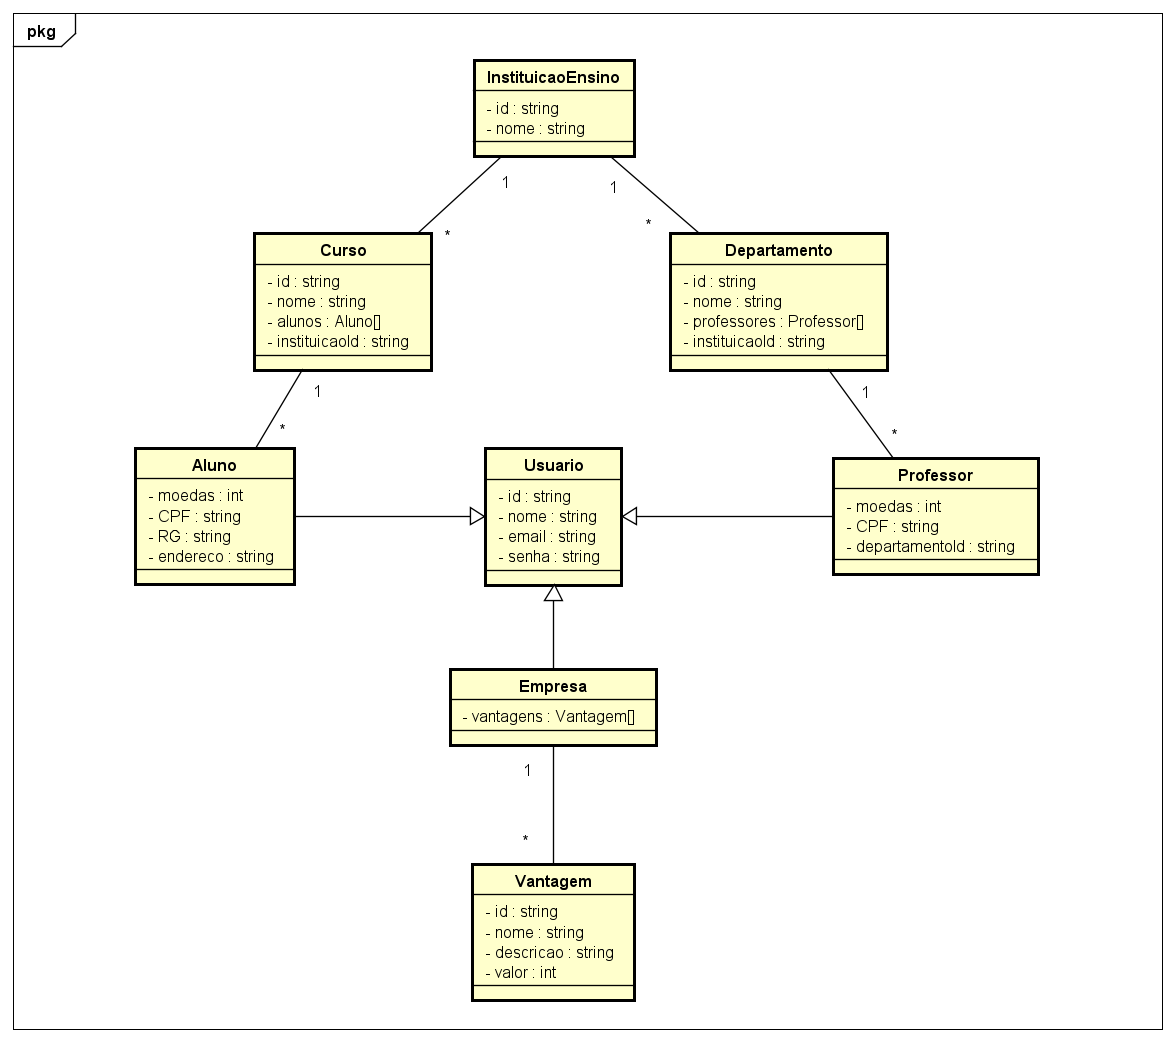 pkg
InstituicaoEnsino
- id : string
- nome : string
1
1
*
*
Curso
- id : string
- nome : string
- alunos : Aluno[]
- instituicaoId : string
Departamento
- id : string
- nome : string
- professores : Professor[]
- instituicaoId : string
1
*
1
*
Aluno
- moedas : int
- CPF : string
- RG : string
- endereco : string
Usuario
- id : string
- nome : string
- email : string
- senha : string
Professor
- moedas : int
- CPF : string
- departamentoId : string
Empresa
- vantagens : Vantagem[]
1
*
Vantagem
- id : string
- nome : string
- descricao : string
- valor : int